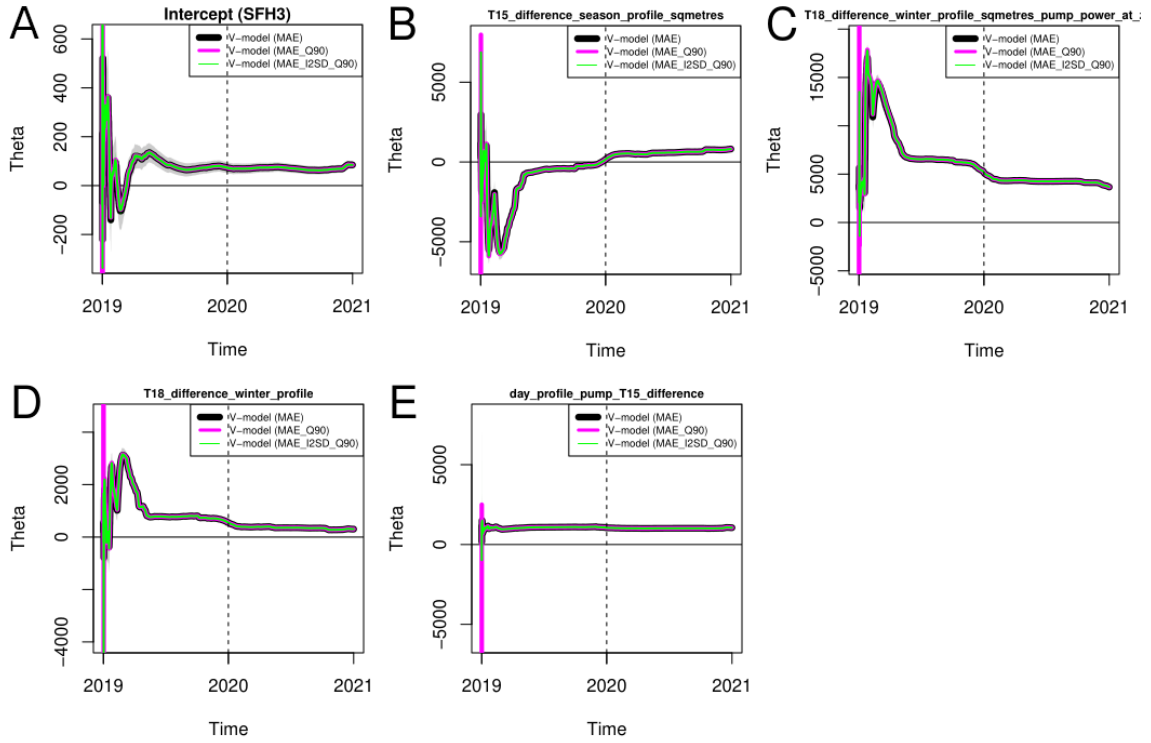 A
Intercept (SFH3)
V-model (MAE)
V-model (MAE_Q90)
V-model (MAE_I2SD_Q90)
Theta
600
400
200
0
−200
2019
2020
2021
Time
B
T15_difference_season_profile_sqmetres
V-model (MAE)
V-model (MAE_Q90)
V-model (MAE_I2SD_Q90)
Theta
5000
0
−5000
2019
2020
2021
Time
C
T18_difference_winter_profile_sqmetres_pump_power_at_
V-model (MAE)
V-model (MAE_Q90)
V-model (MAE_I2SD_Q90)
Theta
15000
5000
0
−5000
2019
2020
2021
Time
D
T18_difference_winter_profile
V-model (MAE)
V-model (MAE_Q90)
V-model (MAE_I2SD_Q90)
Theta
2000
0
−4000
2019
2020
2021
Time
E
day_profile_pump_T15_difference
V-model (MAE)
V-model (MAE_Q90)
V-model (MAE_I2SD_Q90)
Theta
5000
0
−5000
2019
2020
2021
Time